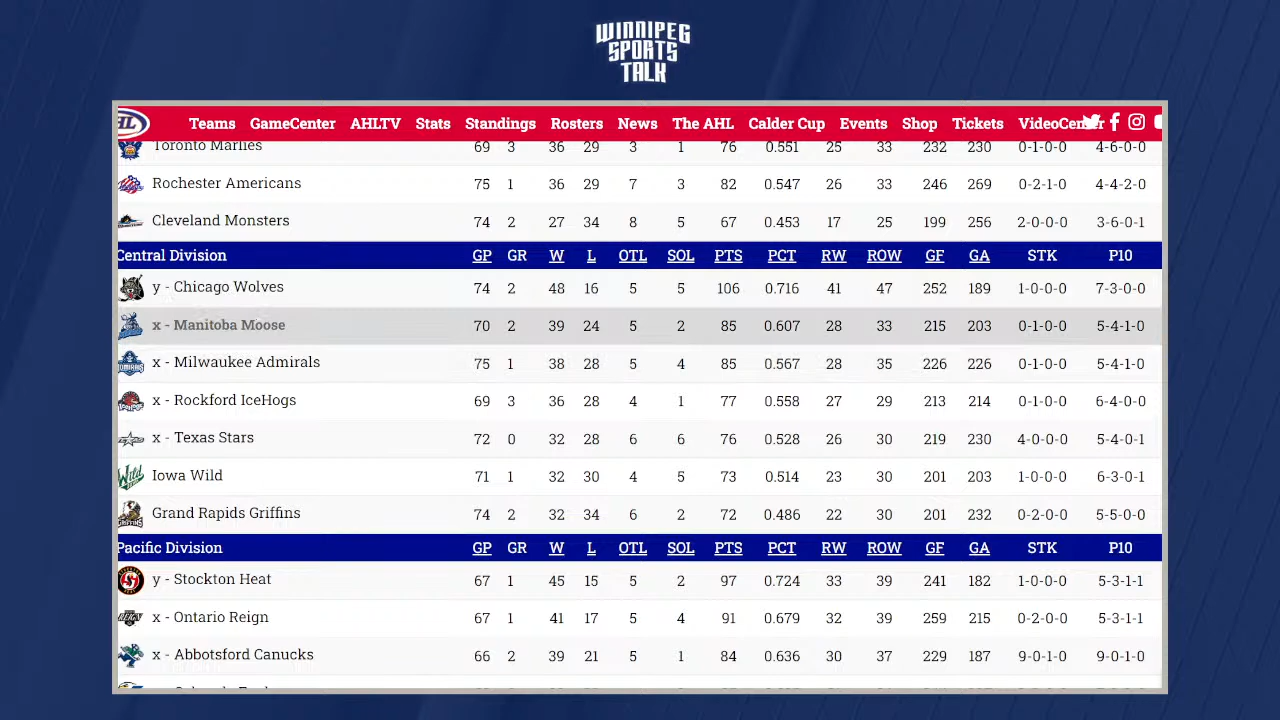 WINNIPEG
SPORTS
TALK
HL Teams GameCenter AHLTV Stats Standings Rosters News The AHL Calder Cup Events Shop Tickets VideoCenter
Toronto Marlies 69 3 36 29 3 1 76 0.551 25 33 232 230 0-1-0-0 4-6-0-0
Rochester Americans 75 1 36 29 7 3 82 0.547 26 33 246 269 0-2-1-0 4-4-2-0
Cleveland Monsters 74 2 27 34 8 5 67 0.453 17 25 199 256 2-0-0-0 3-6-0-1
Central Division GP GR W L OTL SOL PTS PCT RW ROW GF GA STK P10
y - Chicago Wolves 74 2 48 16 5 5 106 0.716 41 47 252 189 1-0-0-0 7-3-0-0
x - Manitoba Moose 70 2 39 24 5 2 85 0.607 28 33 215 203 0-1-0-0 5-4-1-0
x - Milwaukee Admirals 75 1 38 28 5 4 85 0.567 28 35 226 226 0-1-0-0 5-4-1-0
x - Rockford IceHogs 69 3 36 28 4 1 77 0.558 27 29 213 214 0-1-0-0 6-4-0-0
x - Texas Stars 72 0 32 28 6 6 76 0.528 26 30 219 230 4-0-0-0 5-4-0-1
Iowa Wild 71 1 32 30 4 5 73 0.514 23 30 201 203 1-0-0-0 6-3-0-1
Grand Rapids Griffins 74 2 32 34 6 2 72 0.486 22 30 201 232 0-2-0-0 5-5-0-0
Pacific Division GP GR W L OTL SOL PTS PCT RW ROW GF GA STK P10
y - Stockton Heat 67 1 45 15 5 2 97 0.724 33 39 241 182 1-0-0-0 5-3-1-1
x - Ontario Reign 67 1 41 17 5 4 91 0.679 32 39 259 215 0-2-0-0 5-3-1-1
x - Abbotsford Canucks 66 2 39 21 5 1 84 0.636 30 37 229 187 9-0-1-0 9-0-1-0